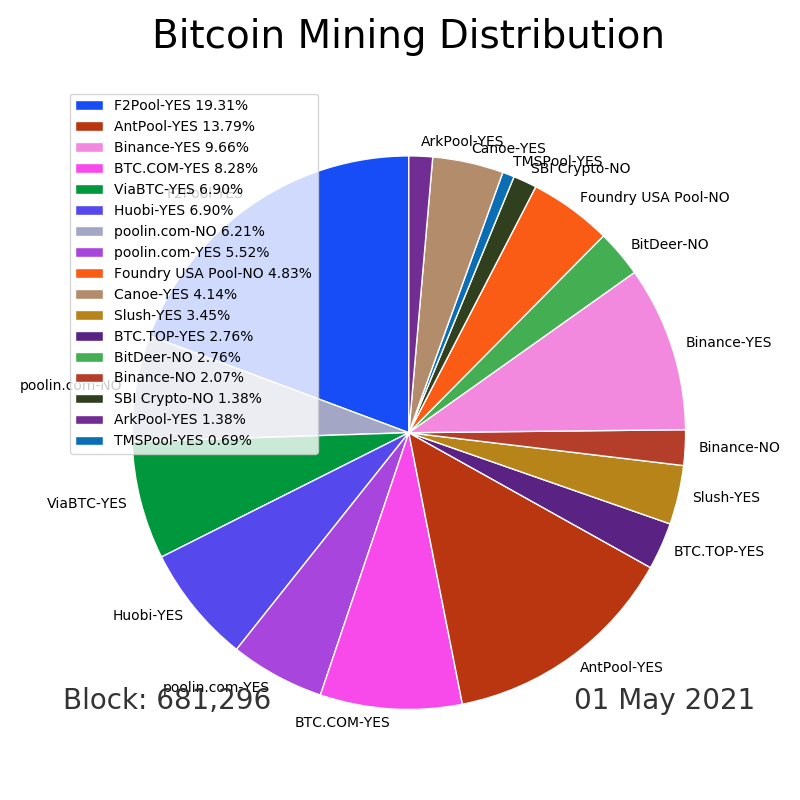 Bitcoin Mining Distribution
F2Pool-YES 19.31%
AntPool-YES 13.79%
Binance-YES 9.66%
BTC.COM-YES 8.28%
ViaBTC-YES 6.90%
Huobi-YES 6.90%
poolin.com-NO 6.21%
poolin.com-YES 5.52%
Foundry USA Pool-NO 4.83%
Canoe-YES 4.14%
Slush-YES 3.45%
BTC.TOP-YES 2.76%
BitDeer-NO 2.76%
Binance-NO 2.07%
SBI Crypto-NO 1.38%
ArkPool-YES 1.38%
TMSPool-YES 0.69%
ArkPool-YES
Canoe-YES
TMSPool-YES
SBI Crypto-NO
Foundry USA Pool-NO
BitDeer-NO
Binance-YES
Binance-NO
Slush-YES
BTC.TOP-YES
AntPool-YES
BTC.COM-YES
poolin.com-YES
Huobi-YES
ViaBTC-YES
poolin.com-NO
F2Pool-YES
Block: 681,296
01 May 2021